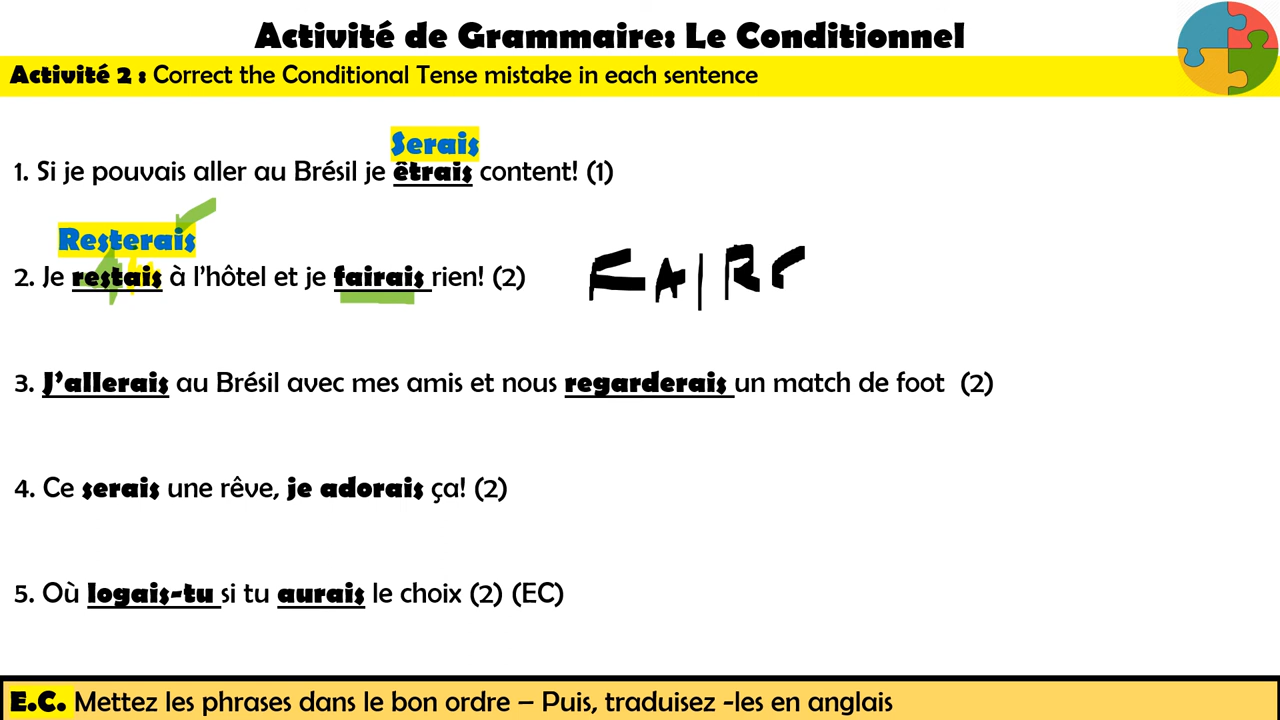 Activité de Grammaire: Le Conditionnel
Activité 2 : Correct the Conditional Tense mistake in each sentence
Serais
1. Si je pouvais aller au Brésil je êtrais content! (1)
Resterais
2. Je restais à l'hôtel et je fairais rien! (2) FAIRE
3. J'allerais au Brésil avec mes amis et nous regarderais un match de foot (2)
4. Ce serais une rêve, je adorais ça! (2)
5. Où logais-tu si tu aurais le choix (2) (EC)
E.C. Mettez les phrases dans le bon ordre – Puis, traduisez -les en anglais